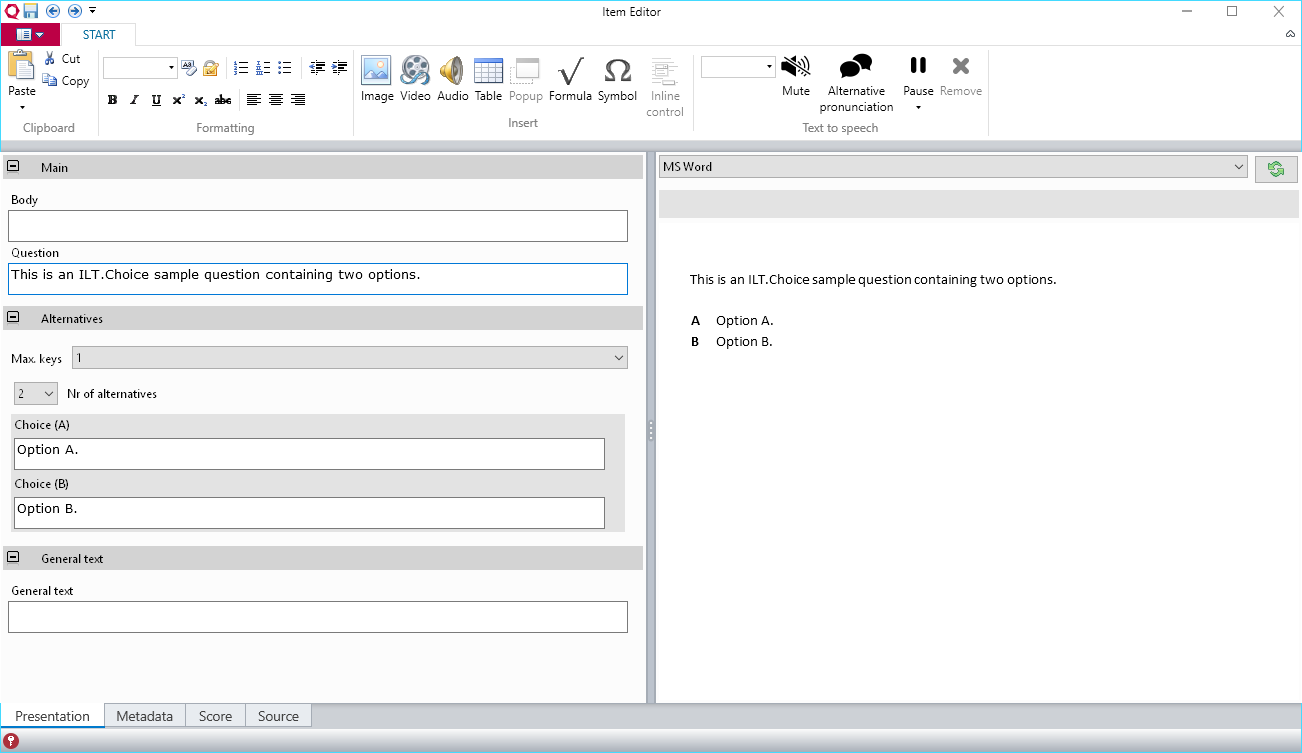 Item Editor
START
Paste
Cut
Copy
Clipboard
B I U x² x₂ abc
Formatting
Image Video Audio Table Popup Formula Symbol Inline control
Insert
Mute Alternative pronunciation Pause Remove
Text to speech
Main
Body
Question
This is an ILT.Choice sample question containing two options.
Alternatives
Max. keys 1
2 Nr of alternatives
Choice (A)
Option A.
Choice (B)
Option B.
General text
General text
MS Word
This is an ILT.Choice sample question containing two options.
A Option A.
B Option B.
Presentation Metadata Score Source